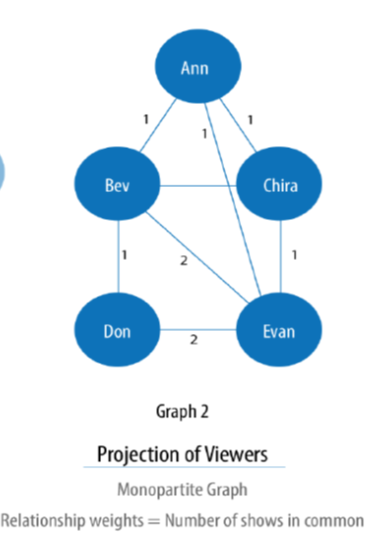 Ann
1
1
1
Bev
Chira
1
2
1
Don
2
Evan
Graph 2
Projection of Viewers
Monopartite Graph
Relationship weights = Number of shows in common